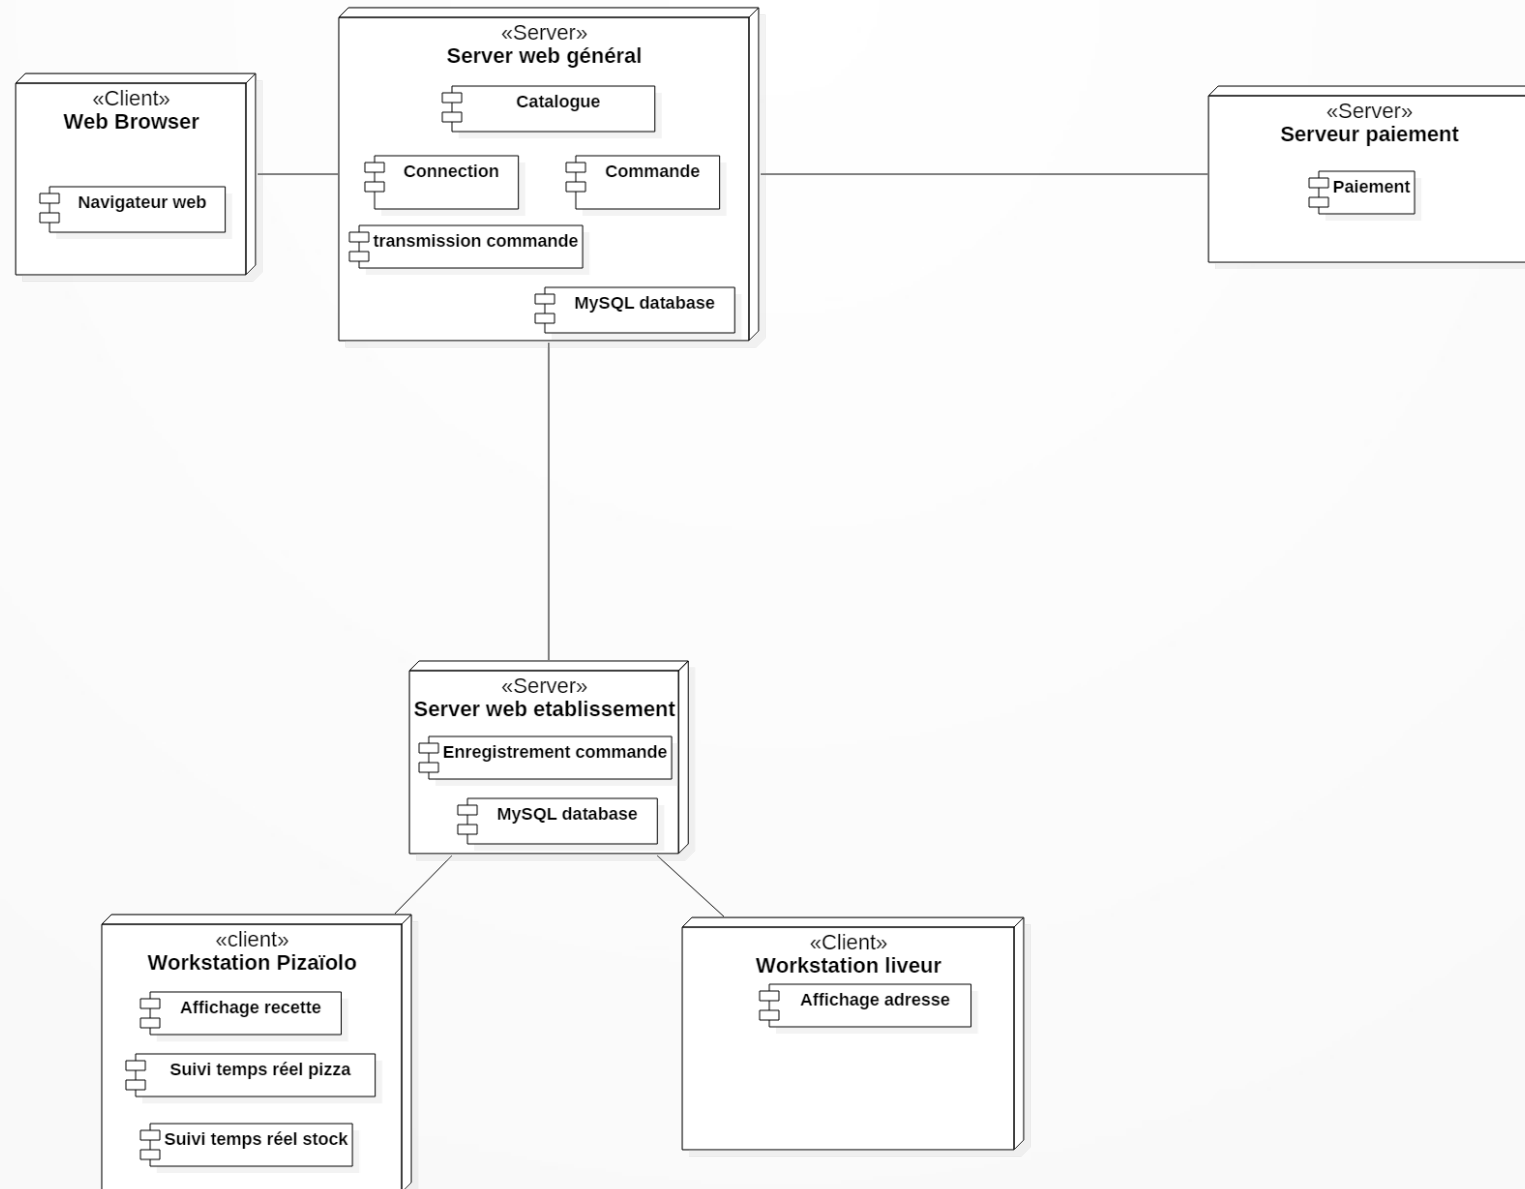 «Server»
Server web général
Catalogue
Connection
Commande
transmission commande
MySQL database
«Client»
Web Browser
Navigateur web
«Server»
Serveur paiement
Paiement
«Server»
Server web etablissement
Enregistrement commande
MySQL database
«client»
Workstation Pizaïolo
Affichage recette
Suivi temps réel pizza
Suivi temps réel stock
«Client»
Workstation liveur
Affichage adresse